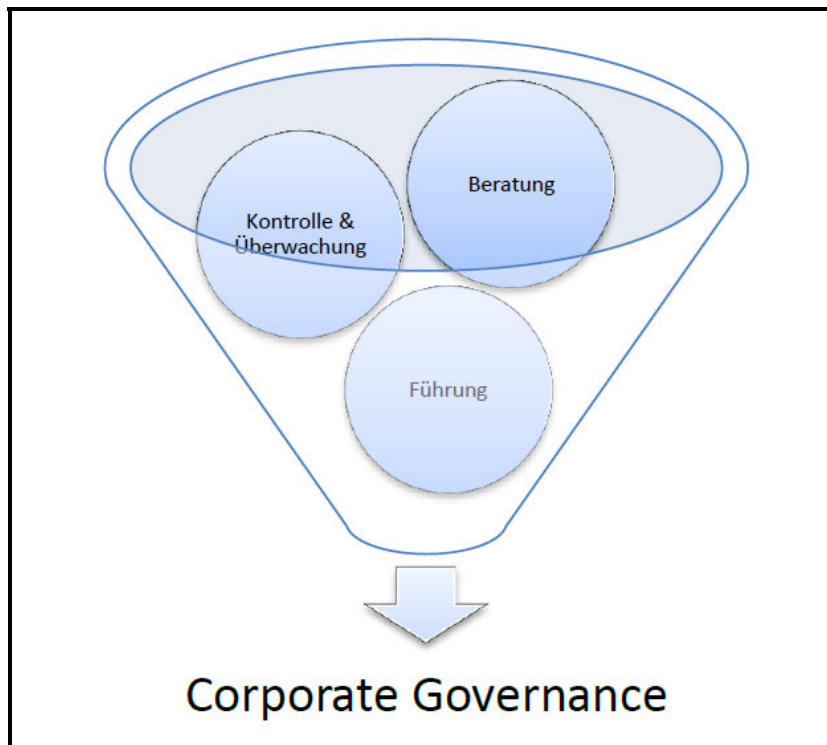 Beratung
Kontrolle &
Überwachung
Führung
Corporate Governance